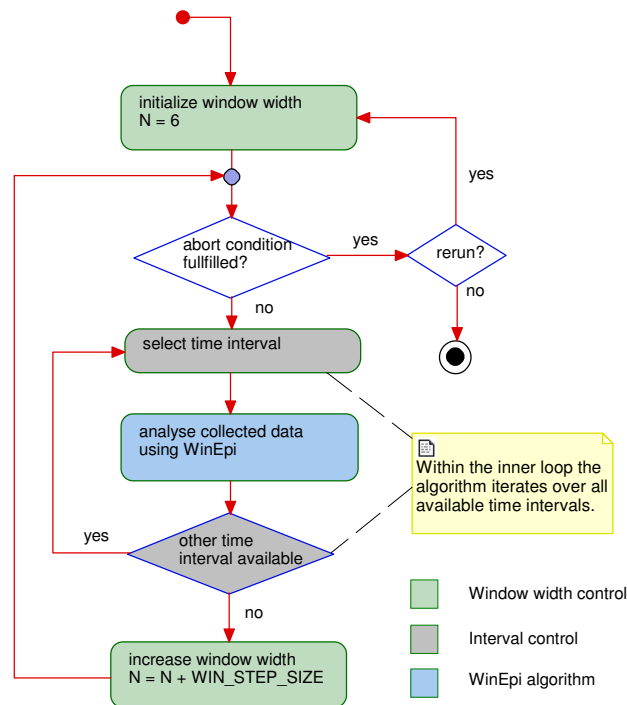 initialize window width
N = 6
yes
abort condition
fullfilled?
yes
rerun?
no
no
select time interval
analyse collected data
using WinEpi
Within the inner loop the
algorithm iterates over all
available time intervals.
yes
other time
interval available
no
Window width control
Interval control
increase window width
N = N + WIN_STEP_SIZE
WinEpi algorithm